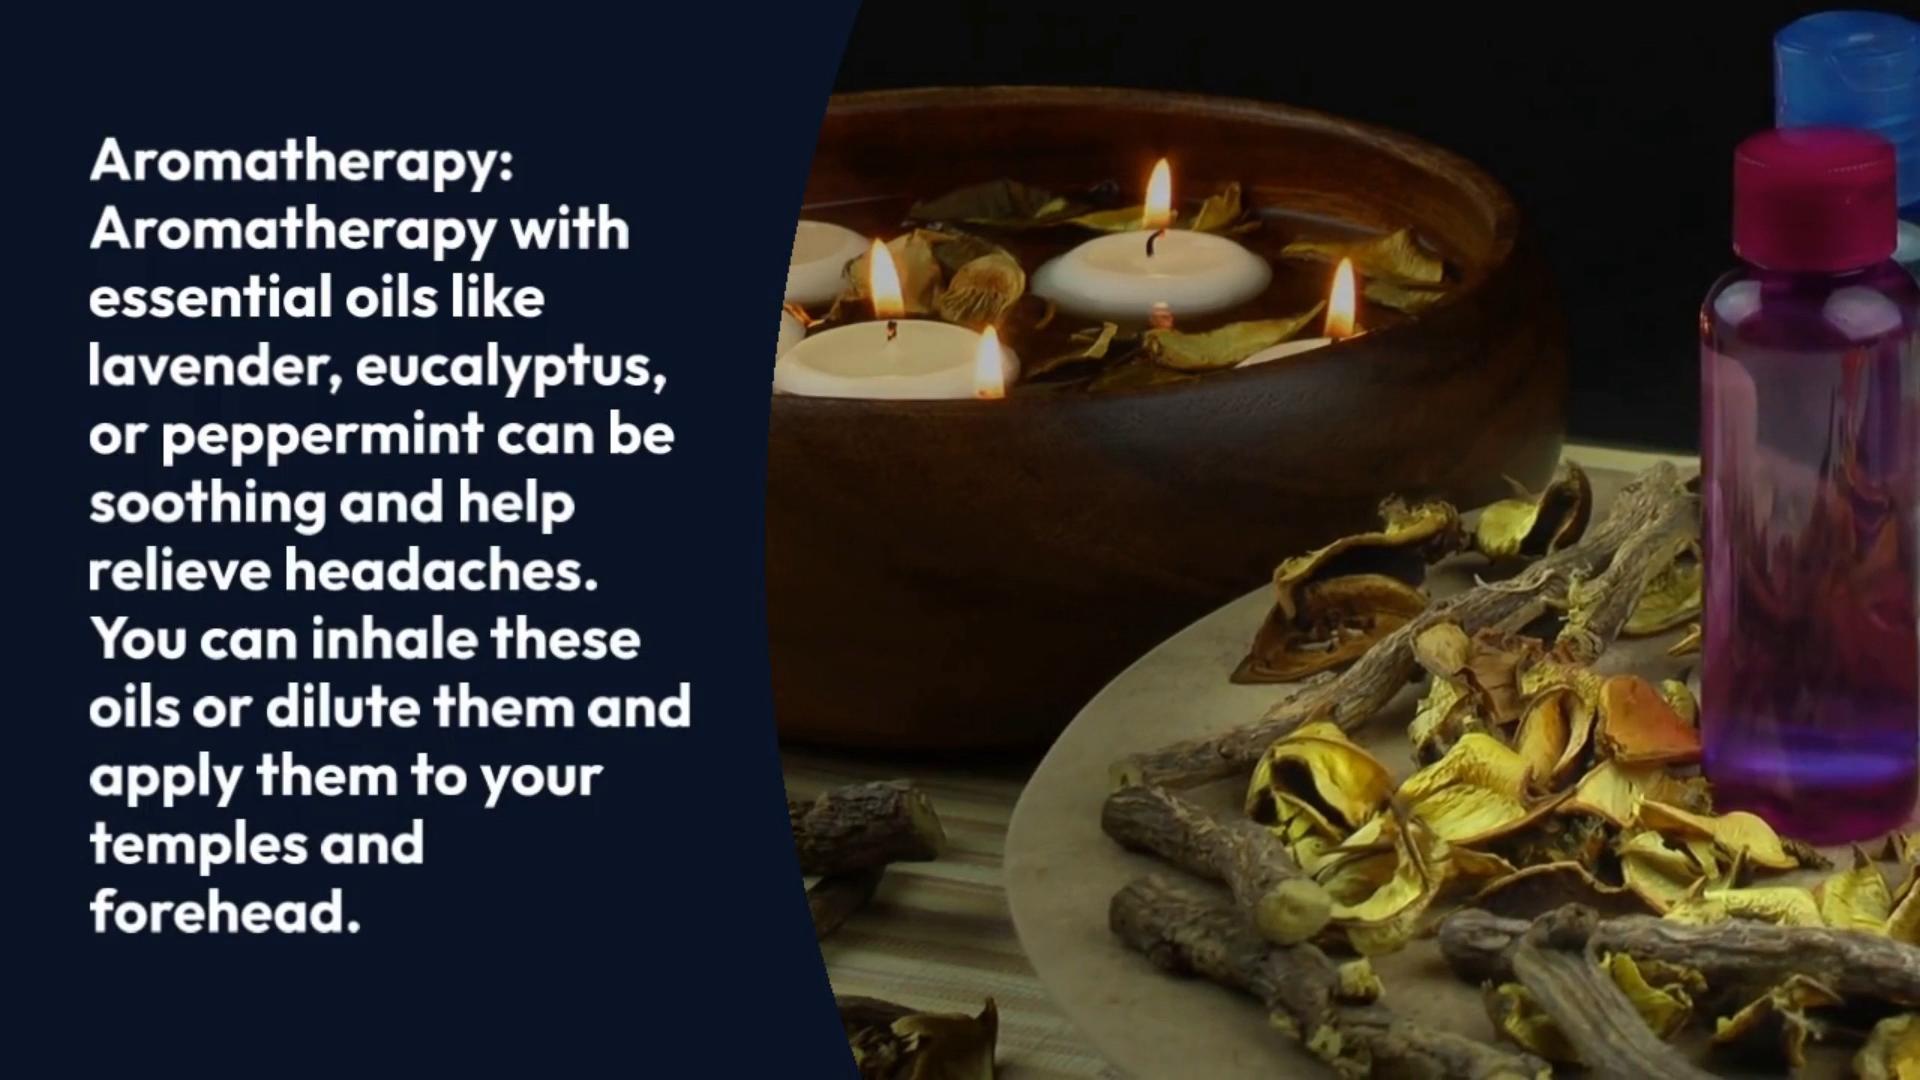 Aromatherapy:
Aromatherapy with
essential oils like
lavender, eucalyptus,
or peppermint can be
soothing and help
relieve headaches.
You can inhale these
oils or dilute them and
apply them to your
temples and
forehead.